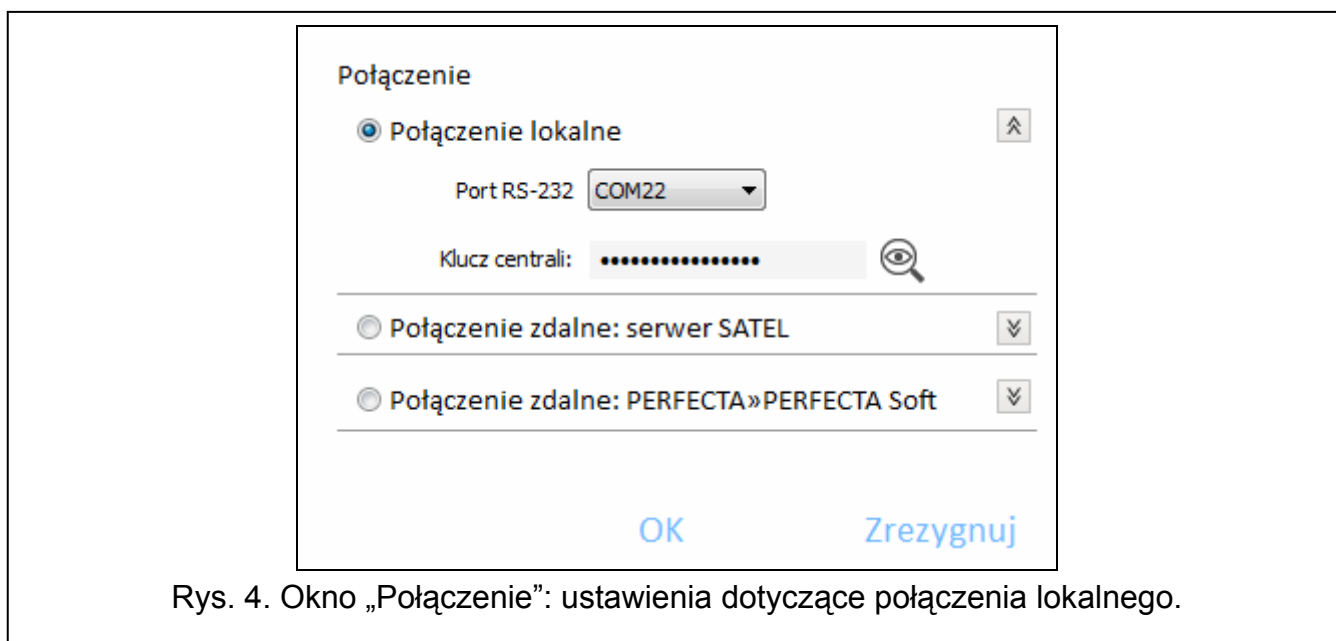 Połączenie
Połączenie lokalne
Port RS-232 COM22
Klucz centrali: ••••••••••••••••
Połączenie zdalne: serwer SATEL
Połączenie zdalne: PERFECTA»PERFECTA Soft
OK Zrezygnuj
Rys. 4. Okno „Połączenie”: ustawienia dotyczące połączenia lokalnego.